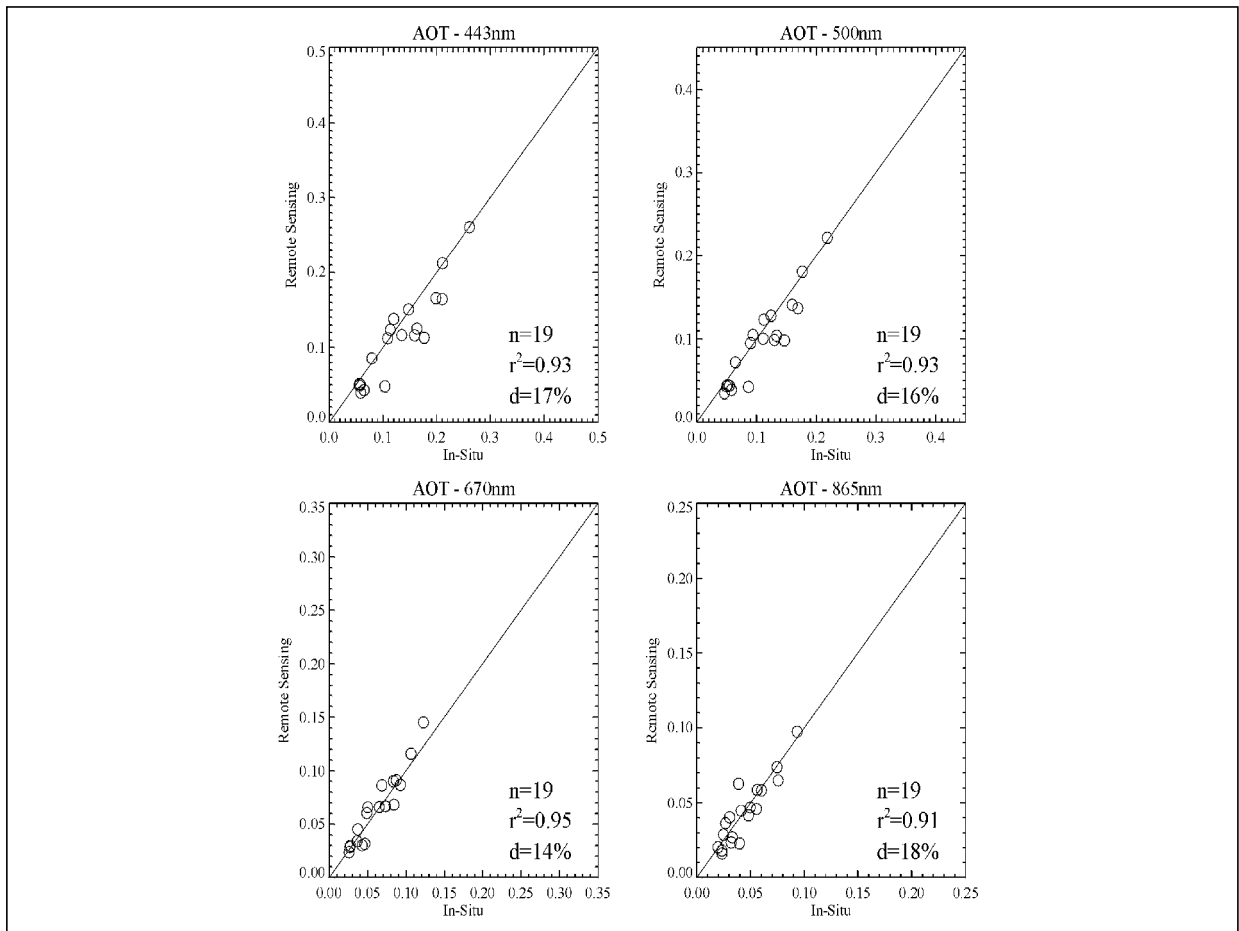 AOT - 443nm
0.5
0.4
0.3
0.2
0.1
0.0
Remote Sensing
n=19
r²=0.93
d=17%
0.0 0.1 0.2 0.3 0.4 0.5
In-Situ
AOT - 500nm
0.4
0.3
0.2
0.1
0.0
Remote Sensing
n=19
r²=0.93
d=16%
0.0 0.1 0.2 0.3 0.4
In-Situ
AOT - 670nm
0.35
0.30
0.25
0.20
0.15
0.10
0.05
0.00
Remote Sensing
n=19
r²=0.95
d=14%
0.00 0.05 0.10 0.15 0.20 0.25 0.30 0.35
In-Situ
AOT - 865nm
0.25
0.20
0.15
0.10
0.05
0.00
Remote Sensing
n=19
r²=0.91
d=18%
0.00 0.05 0.10 0.15 0.20 0.25
In-Situ